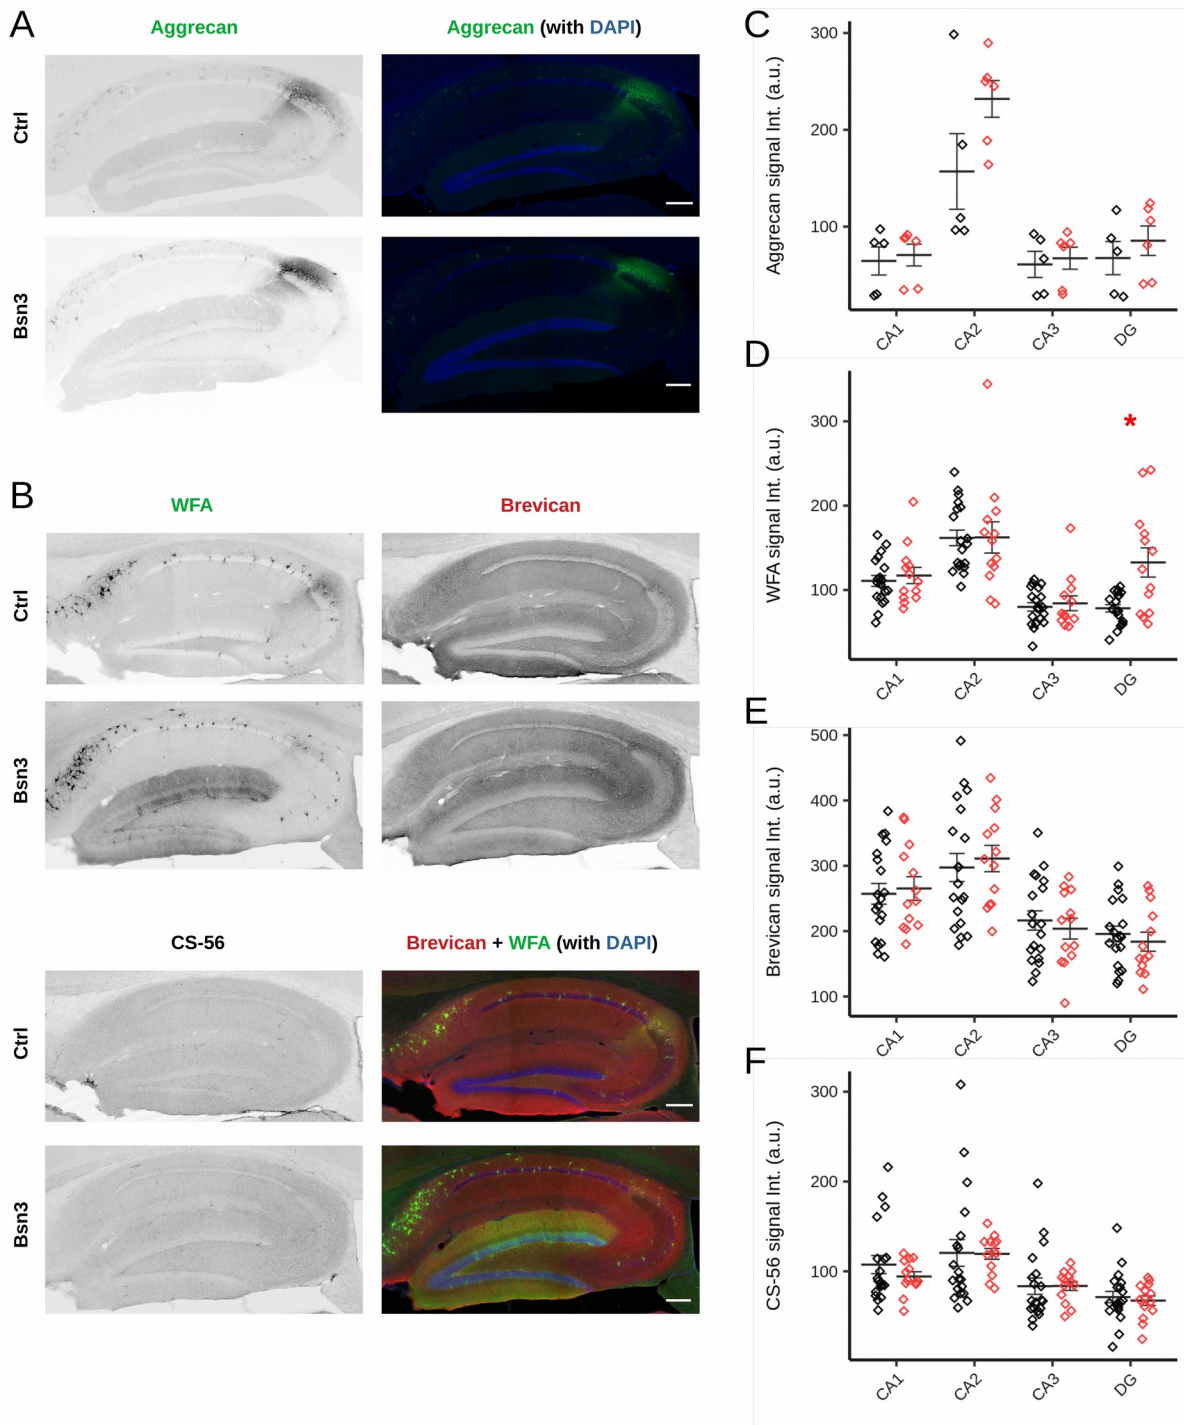 A
Aggrecan
Aggrecan (with DAPI)
Ctrl
Bsn3
B
WFA
Brevican
Ctrl
Bsn3
CS-56
Brevican + WFA (with DAPI)
Ctrl
Bsn3
C
Aggrecan signal Int. (a.u.)
300
200
100
CA1
CA2
CA3
DG
D
WFA signal Int. (a.u.)
300
200
100
*
CA1
CA2
CA3
DG
E
Brevican signal Int. (a.u.)
500
400
300
200
100
CA1
CA2
CA3
DG
F
CS-56 signal Int. (a.u.)
300
200
100
CA1
CA2
CA3
DG